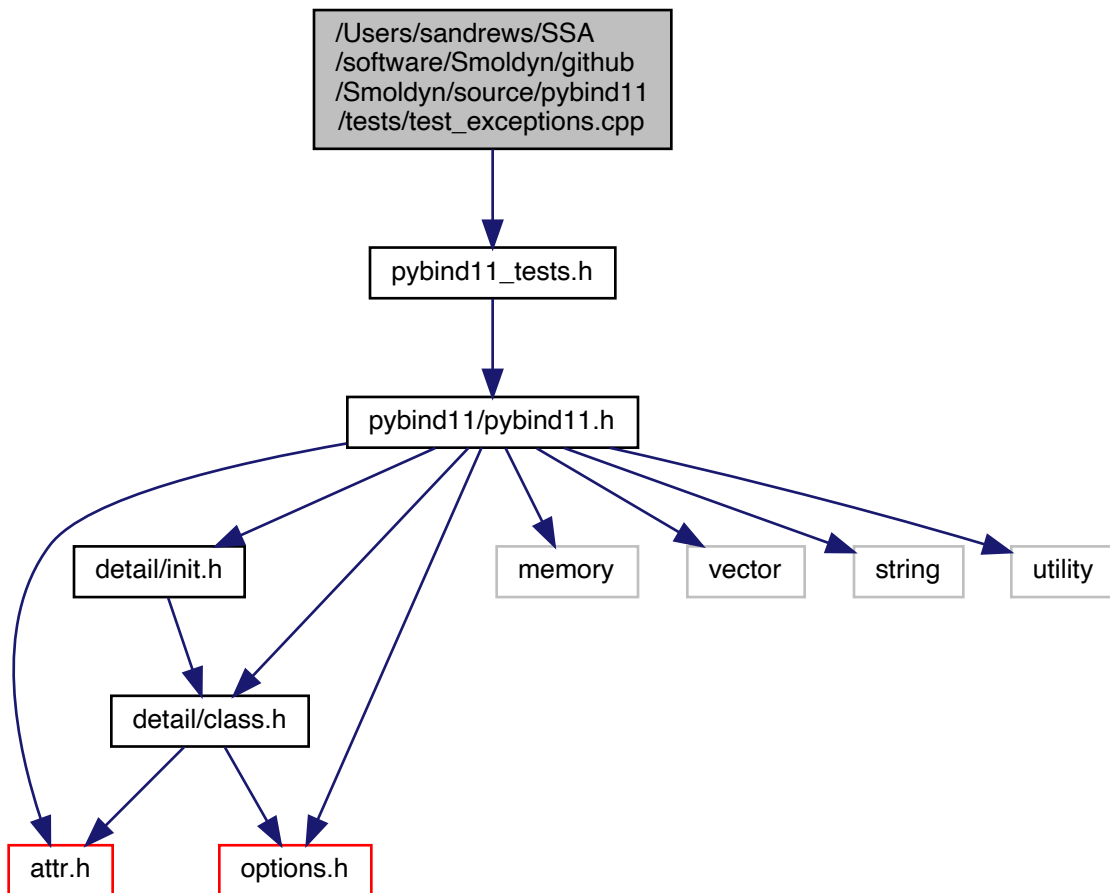 /Users/sandrews/SSA
/software/Smoldyn/github
/Smoldyn/source/pybind11
/tests/test_exceptions.cpp
pybind11_tests.h
pybind11/pybind11.h
detail/init.h
memory
vector
string
utility
detail/class.h
attr.h
options.h